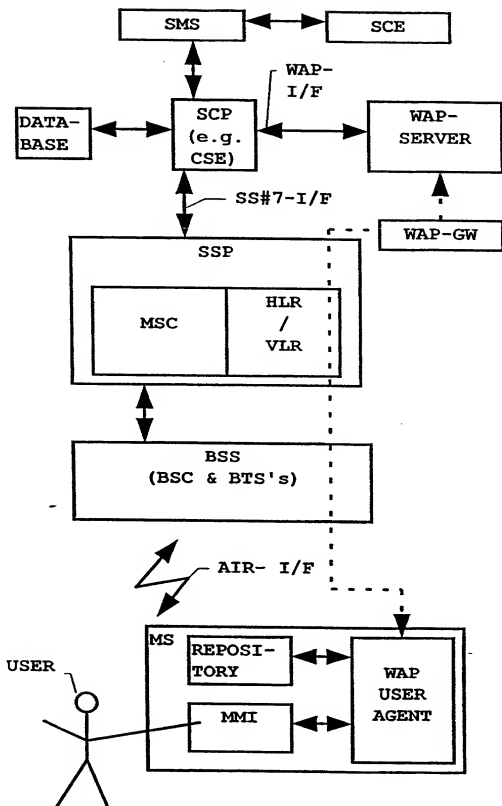 SMS
SCE
WAP-
I/F
DATA-
BASE
SCP
(e.g.
CSE)
WAP-
SERVER
SS#7-I/F
WAP-GW
SSP
MSC
HLR
/
VLR
BSS
(BSC & BTS's)
AIR- I/F
MS
REPOSI-
TORY
WAP
USER
AGENT
USER
MMI